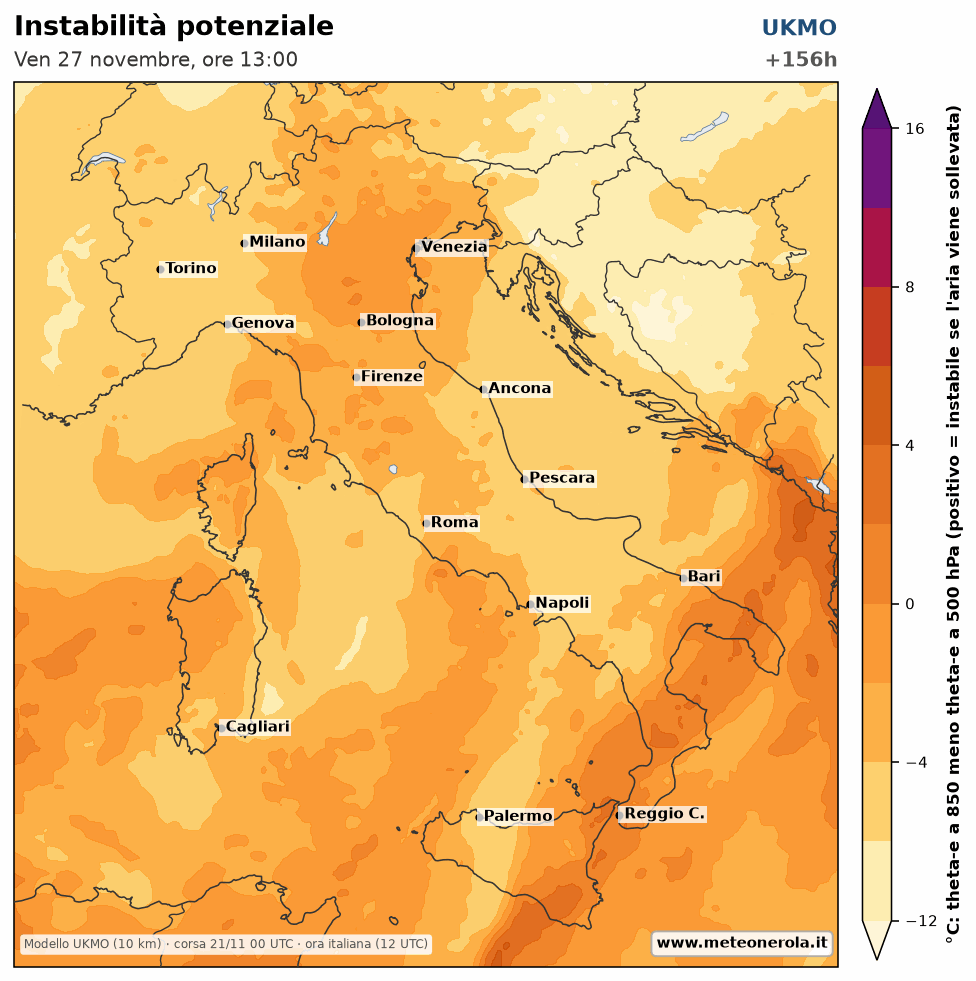 Instabilità potenziale
UKMO
Ven 27 novembre, ore 13:00
+156h
Milano
Venezia
Torino
Genova
Bologna
Firenze
Ancona
Pescara
Roma
Bari
Napoli
Cagliari
Palermo
Reggio C.
16
8
4
0
−4
−12
°C: theta-e a 850 meno theta-e a 500 hPa (positivo = instabile se l'aria viene sollevata)
Modello UKMO (10 km) · corsa 21/11 00 UTC · ora italiana (12 UTC)
www.meteonerola.it